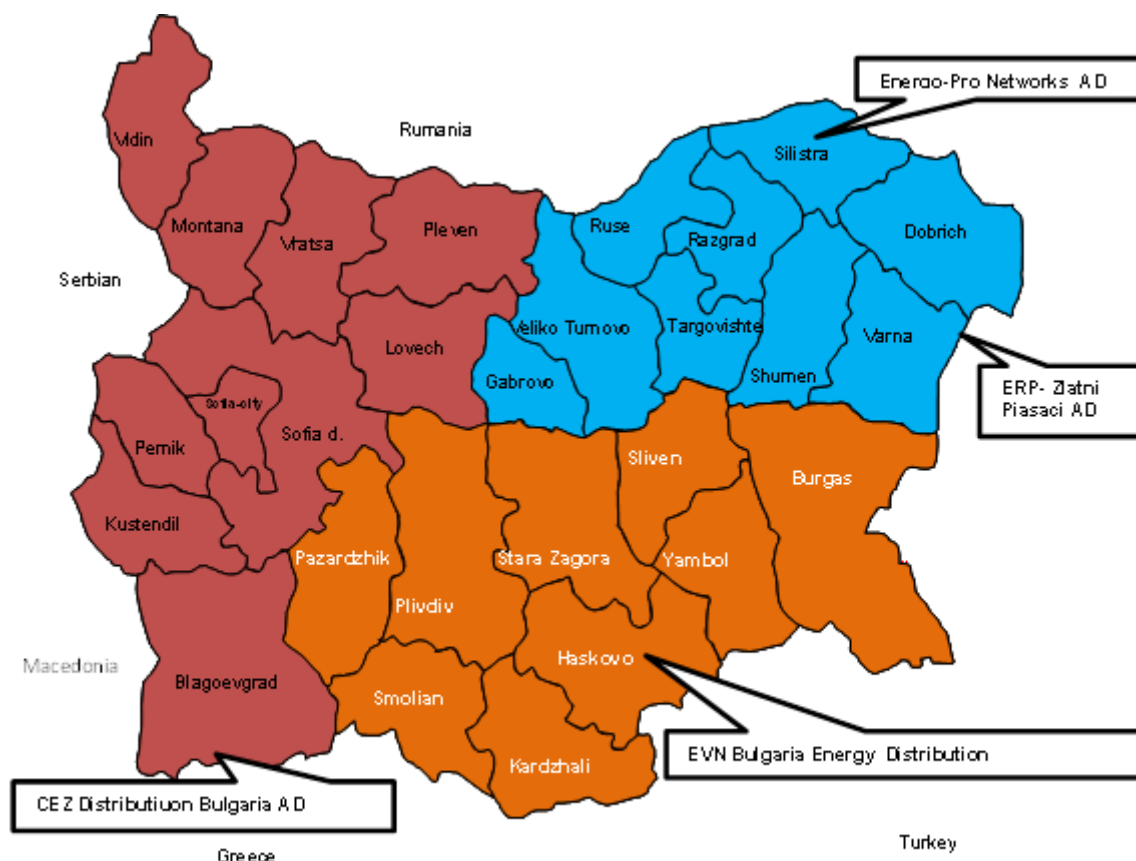 Energo-Pro Networks AD
Rumania
Vidin
Silistra
Montana
Vratsa
Pleven
Ruse
Razgrad
Dobrich
Serbian
Veliko Turnovo
Targovishte
Varna
Lovech
Gabrovo
Shumen
ERP- Zlatni
Piasaci AD
Sofia-city
Pernik
Sofia d.
Sliven
Burgas
Kustendil
Pazardzhik
Stara Zagora
Yambol
Plivdiv
Macedonia
Haskovo
Blagoevgrad
Smolian
EVN Bulgaria Energy Distribution
Kardzhali
CEZ Distributiuon Bulgaria AD
Turkey
Greece